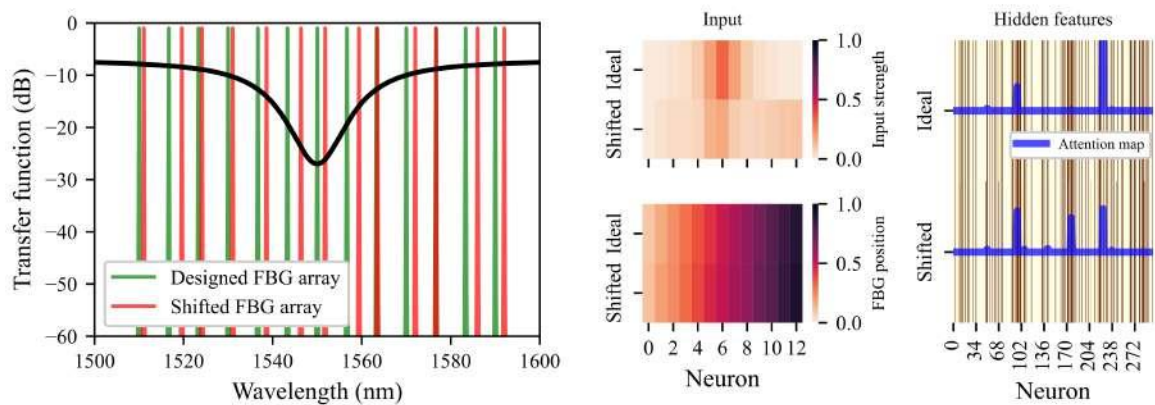 Transfer function (dB)
0
−10
−20
−30
−40
−50
−60
Designed FBG array
Shifted FBG array
1500
1520
1540
1560
1580
1600
Wavelength (nm)
Input
Ideal
Shifted
1.0
0.5
0.0
Input strength
Ideal
Shifted
1.0
0.5
0.0
FBG position
0 2 4 6 8 10 12
Neuron
Hidden features
Ideal
Attention map
Shifted
0
34
68
102
136
170
204
238
272
Neuron